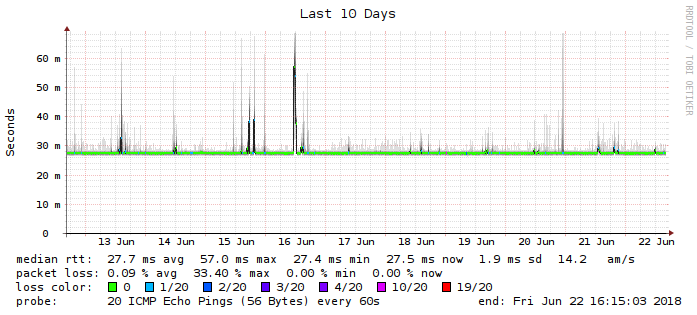 Last 10 Days
RRDTOOL / TOBI OETIKER
Seconds
60 m
50 m
40 m
30 m
20 m
10 m
0
13 Jun 14 Jun 15 Jun 16 Jun 17 Jun 18 Jun 19 Jun 20 Jun 21 Jun 22 Jun
median rtt: 27.7 ms avg 57.0 ms max 27.4 ms min 27.5 ms now 1.9 ms sd 14.2 am/s
packet loss: 0.09 % avg 33.40 % max 0.00 % min 0.00 % now
loss color: 0 1/20 2/20 3/20 4/20 10/20 19/20
probe: 20 ICMP Echo Pings (56 Bytes) every 60s end: Fri Jun 22 16:15:03 2018